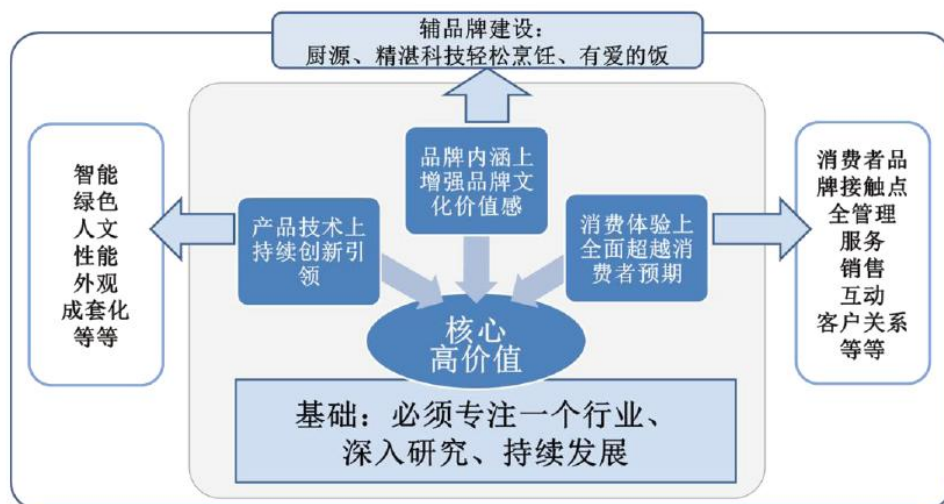 辅品牌建设：
厨源、精湛科技轻松烹饪、有爱的饭
智能
绿色
人文
性能
外观
成套化
等等
产品技术上
持续创新引
领
品牌内涵上
增强品牌文
化价值感
消费体验上
全面超越消
费者预期
消费者品
牌接触点
全管理
服务
销售
互动
客户关系
等等
核心
高价值
基础：必须专注一个行业、
深入研究、持续发展